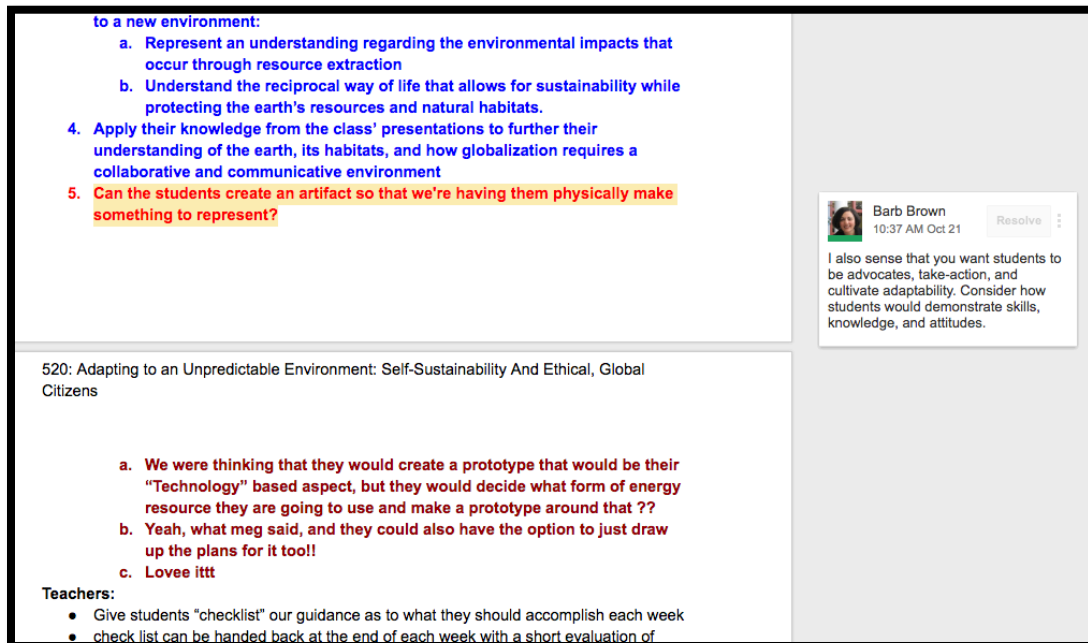 to a new environment:
a. Represent an understanding regarding the environmental impacts that
occur through resource extraction
b. Understand the reciprocal way of life that allows for sustainability while
protecting the earth's resources and natural habitats.
4. Apply their knowledge from the class' presentations to further their
understanding of the earth, its habitats, and how globalization requires a
collaborative and communicative environment
5. Can the students create an artifact so that we're having them physically make
something to represent?
Barb Brown
10:37 AM Oct 21
Resolve
I also sense that you want students to
be advocates, take-action, and
cultivate adaptability. Consider how
students would demonstrate skills,
knowledge, and attitudes.
520: Adapting to an Unpredictable Environment: Self-Sustainability And Ethical, Global
Citizens
a. We were thinking that they would create a prototype that would be their
“Technology” based aspect, but they would decide what form of energy
resource they are going to use and make a prototype around that ??
b. Yeah, what meg said, and they could also have the option to just draw
up the plans for it too!!
c. Lovee ittt
Teachers:
● Give students “checklist” our guidance as to what they should accomplish each week
● check list can be handed back at the end of each week with a short evaluation of